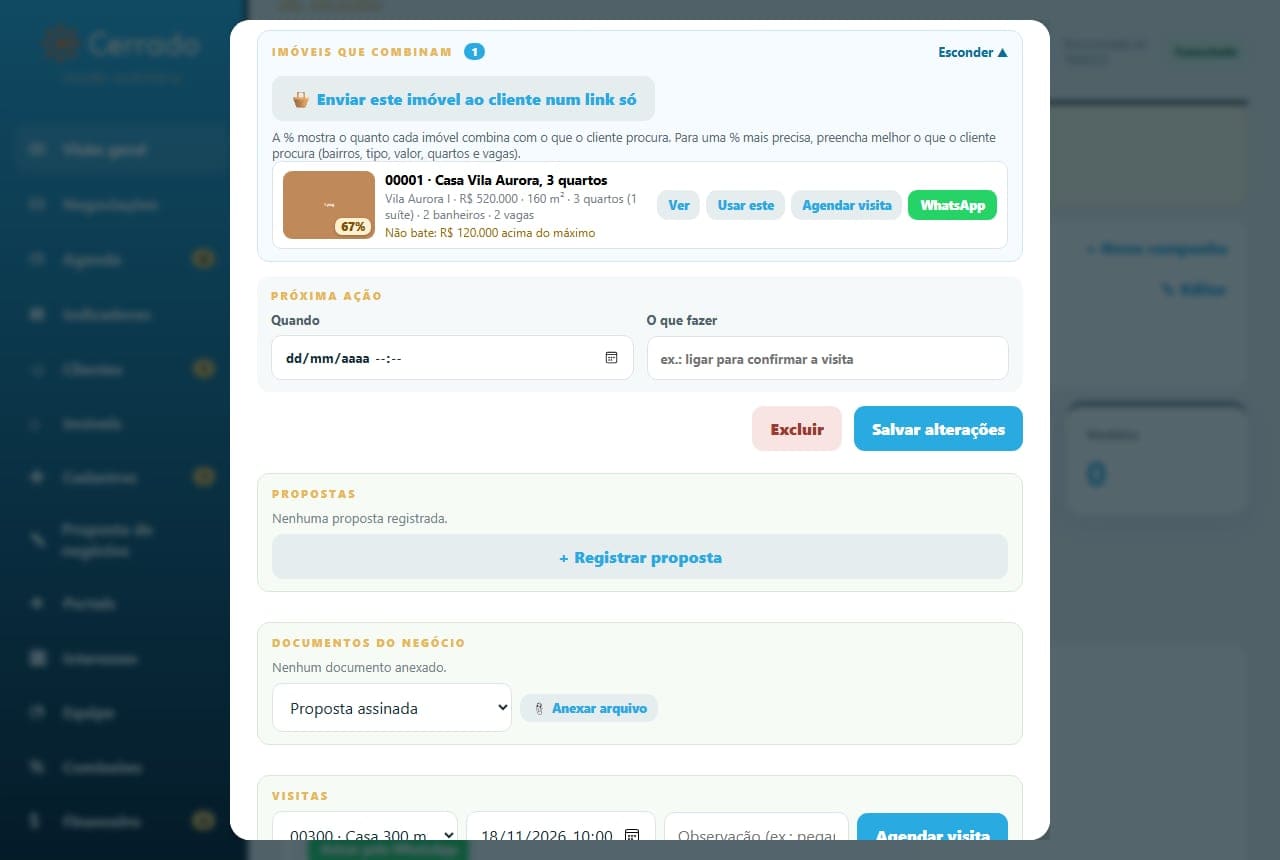 Cerrado
IMÓVEIS QUE COMBINAM 1 Esconder ▲
Enviar este imóvel ao cliente num link só
A % mostra o quanto cada imóvel combina com o que o cliente procura. Para uma % mais precisa, preencha melhor o que o cliente
procura (bairros, tipo, valor, quartos e vagas).
67%
00001 · Casa Vila Aurora, 3 quartos
Vila Aurora I · R$ 520.000 · 160 m² · 3 quartos (1
suíte) · 2 banheiros · 2 vagas
Não bate: R$ 120.000 acima do máximo
Ver Usar este Agendar visita WhatsApp
PRÓXIMA AÇÃO
Quando O que fazer
dd/mm/aaaa --:-- ex.: ligar para confirmar a visita
Excluir Salvar alterações
PROPOSTAS
Nenhuma proposta registrada.
+ Registrar proposta
DOCUMENTOS DO NEGÓCIO
Nenhum documento anexado.
Proposta assinada Anexar arquivo
VISITAS
00300 · Casa 300 m 18/11/2026 10:00 Observação (ex.: pegar Agendar visita
Visão geral
Negociações
Agenda
Indicadores
Clientes
Imóveis
Cadastros
Proposta de
negócios
Portais
Interesses
Equipe
Comissões
Financeiro
0